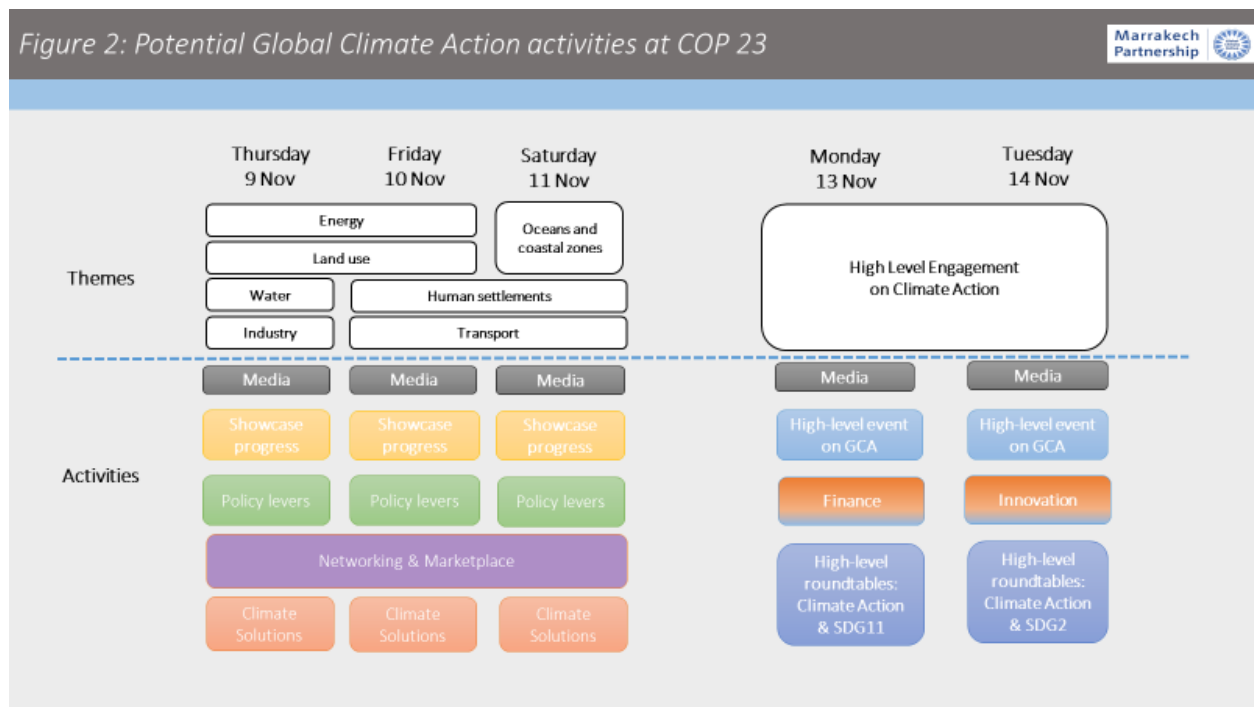 Figure 2: Potential Global Climate Action activities at COP 23
Marrakech
Partnership
Thursday
9 Nov
Friday
10 Nov
Saturday
11 Nov
Monday
13 Nov
Tuesday
14 Nov
Themes
Energy
Land use
Water
Industry
Oceans and
coastal zones
Human settlements
Transport
High Level Engagement
on Climate Action
Activities
Media
Media
Media
Media
Media
Showcase
progress
Showcase
progress
Showcase
progress
High-level event
on GCA
High-level event
on GCA
Policy levers
Policy levers
Policy levers
Finance
Innovation
Networking & Marketplace
Climate
Solutions
Climate
Solutions
Climate
Solutions
High-level
roundtables:
Climate Action
& SDG11
High-level
roundtables:
Climate Action
& SDG2